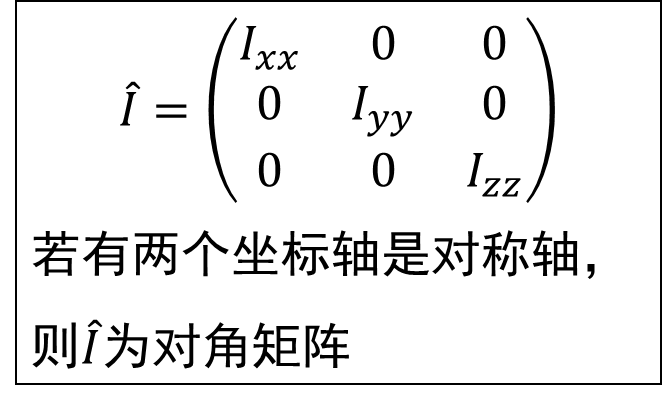 Î = ( I_xx 0 0
0 I_yy 0
0 0 I_zz )
若有两个坐标轴是对称轴，
则Î为对角矩阵